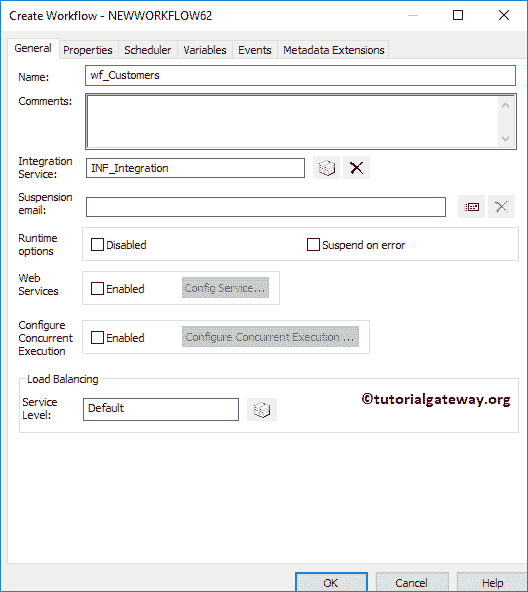 Create Workflow - NEWWORKFLOW62
General Properties Scheduler Variables Events Metadata Extensions
Name: wf_Customers
Comments:
Integration
Service: INF_Integration
Suspension
email:
Runtime
options Disabled Suspend on error
Web
Services Enabled Config Service...
Configure
Concurrent
Execution Enabled Configure Concurrent Execution ...
Load Balancing
Service
Level: Default
©tutorialgateway.org
OK Cancel Help